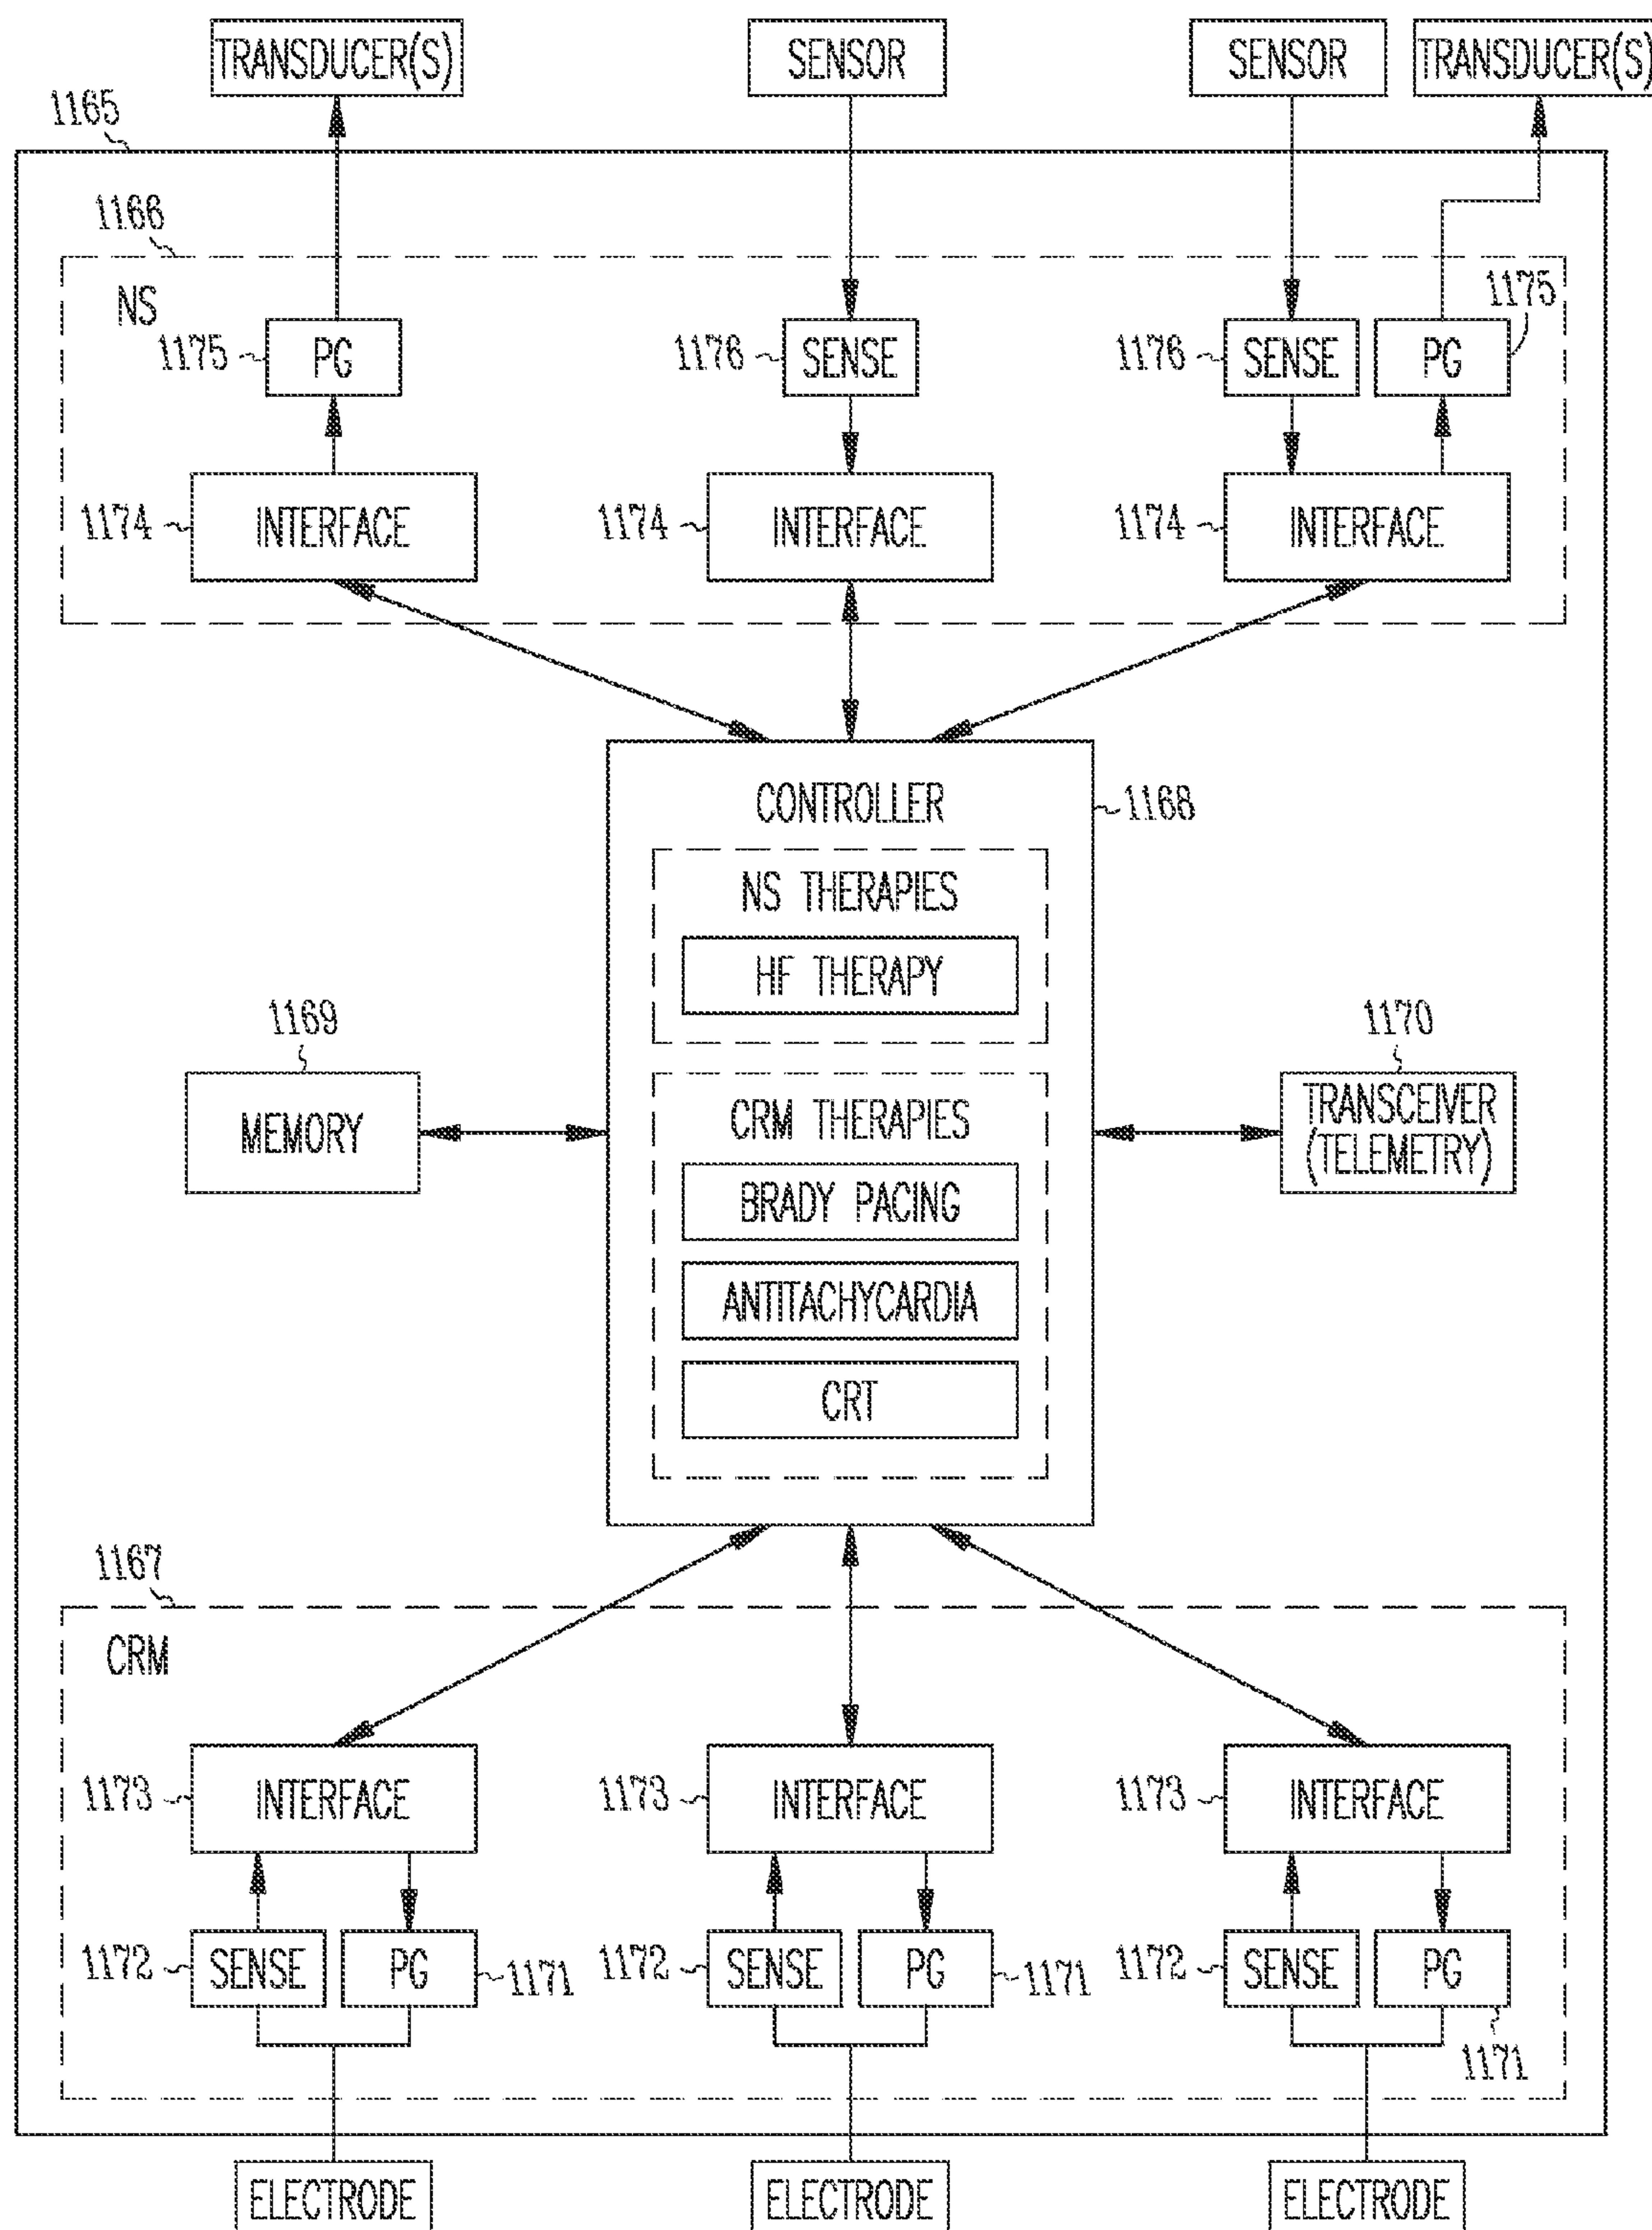 TRANSDUCER(S)
SENSOR
SENSOR
TRANSDUCER(S)
1165
1166
NS
1175
PG
1176
SENSE
1176
SENSE
PG
1175
1174
INTERFACE
1174
INTERFACE
1174
INTERFACE
CONTROLLER
1168
NS THERAPIES
HF THERAPY
1169
MEMORY
1170
TRANSCEIVER
(TELEMETRY)
CRM THERAPIES
BRADY PACING
ANTITACHYCARDIA
CRT
1167
CRM
1173
INTERFACE
1173
INTERFACE
1173
INTERFACE
1172
SENSE
PG
1171
1172
SENSE
PG
1171
1172
SENSE
PG
1171
ELECTRODE
ELECTRODE
ELECTRODE